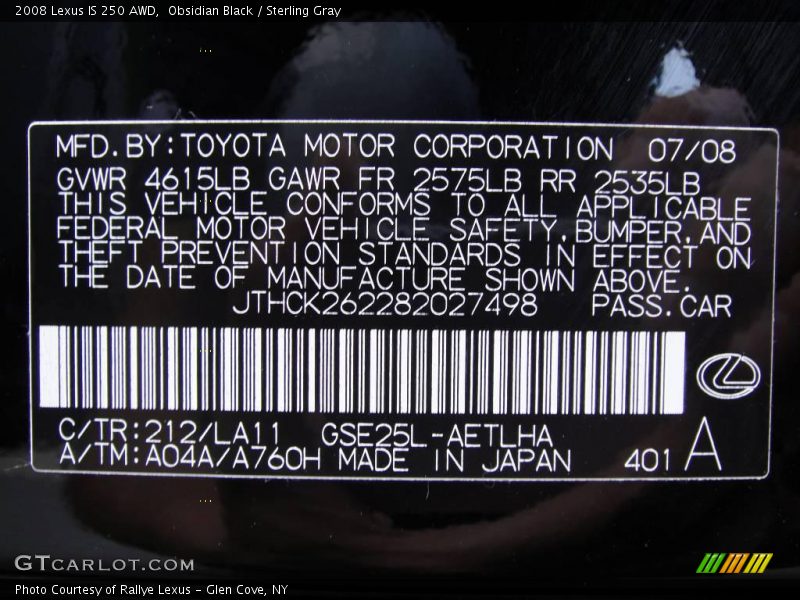 2008 Lexus IS 250 AWD,  Obsidian Black / Sterling Gray
MFD. BY: TOYOTA MOTOR CORPORATION 07/08
GVWR 4615LB GAWR FR 2575LB RR 2535LB
THIS VEHICLE CONFORMS TO ALL APPLICABLE
FEDERAL MOTOR VEHICLE SAFETY, BUMPER, AND
THEFT PREVENTION STANDARDS IN EFFECT ON
THE DATE OF MANUFACTURE SHOWN ABOVE.
JTHCK262282027498 PASS. CAR
C/TR: 212/LA11 GSE25L-AETLHA
A/TM: A04A/A760H MADE IN JAPAN 401 A
GTCARLOT.COM
Photo Courtesy of Rallye Lexus - Glen Cove, NY